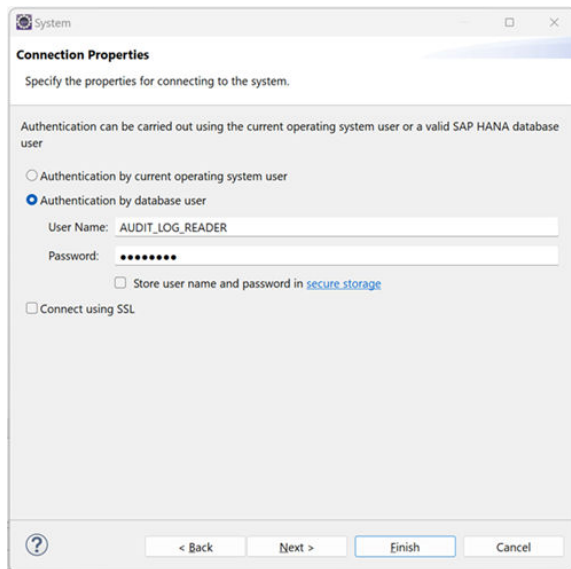 System
Connection Properties
Specify the properties for connecting to the system.
Authentication can be carried out using the current operating system user or a valid SAP HANA database
user
Authentication by current operating system user
Authentication by database user
User Name: AUDIT_LOG_READER
Password: ●●●●●●●●
Store user name and password in secure storage
Connect using SSL
? < Back Next > Finish Cancel